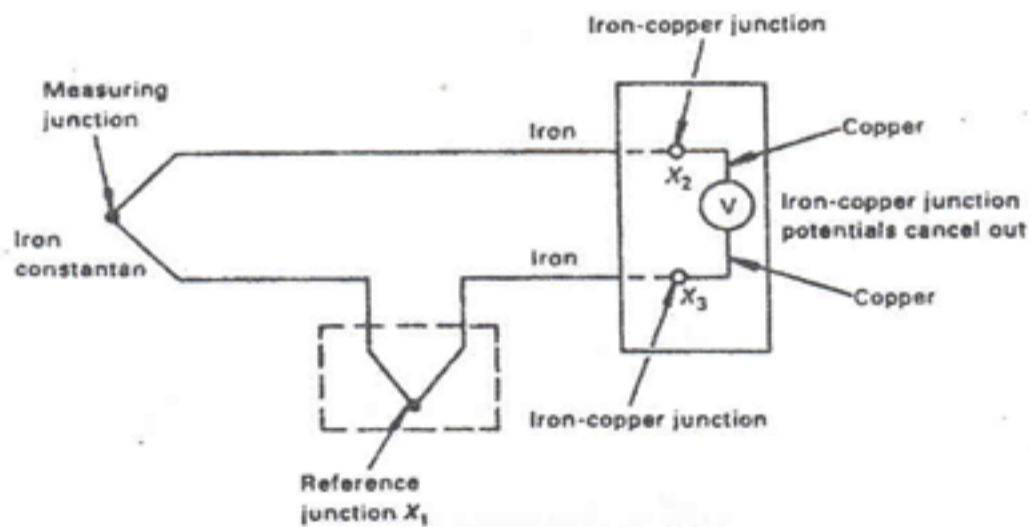 Iron-copper junction
Measuring
junction
Iron
Copper
X2
V
Iron-copper junction
potentials cancel out
Iron
constantan
Iron
X3
Copper
Iron-copper junction
Reference
junction X1